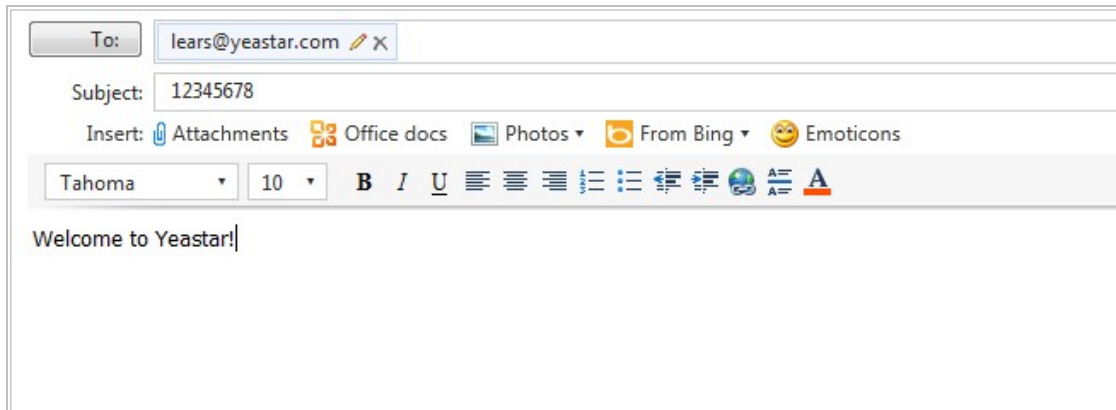 To: lears@yeastar.com
Subject: 12345678
Insert: Attachments Office docs Photos From Bing Emoticons
Tahoma 10 B I U A
Welcome to Yeastar!